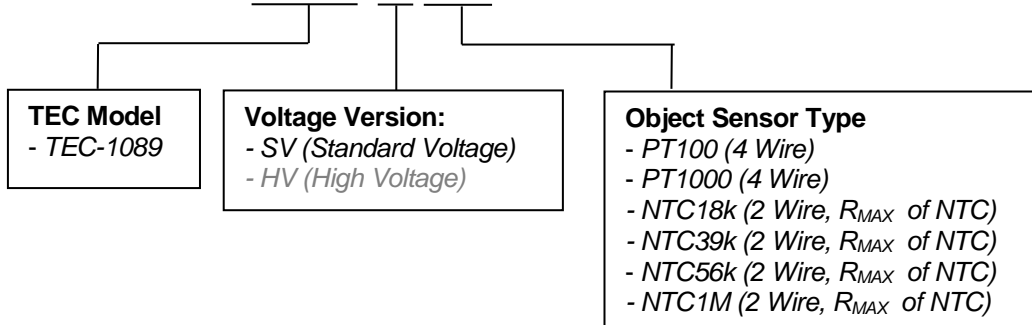 TEC Model
- TEC-1089
Voltage Version:
- SV (Standard Voltage)
- HV (High Voltage)
Object Sensor Type
- PT100 (4 Wire)
- PT1000 (4 Wire)
- NTC18k (2 Wire, RMAX of NTC)
- NTC39k (2 Wire, RMAX of NTC)
- NTC56k (2 Wire, RMAX of NTC)
- NTC1M (2 Wire, RMAX of NTC)